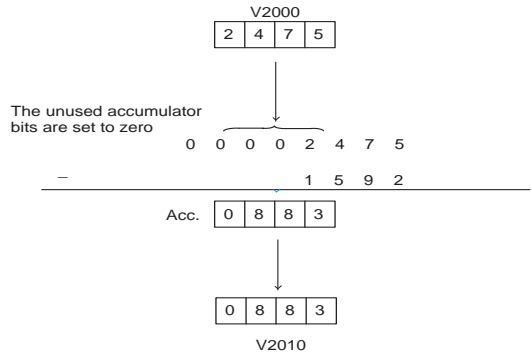 V2000
2 4 7 5
The unused accumulator
bits are set to zero
0 0 0 0 2 4 7 5
– 1 5 9 2
Acc. 0 8 8 3
0 8 8 3
V2010